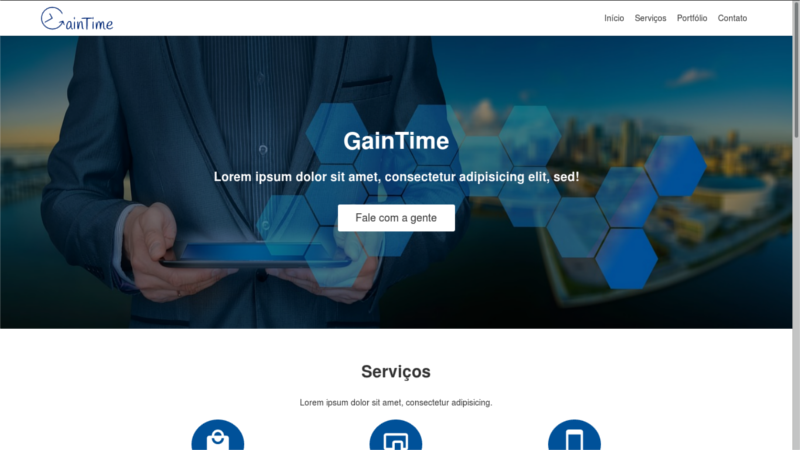 GainTime
Início Serviços Portfólio Contato
GainTime
Lorem ipsum dolor sit amet, consectetur adipisicing elit, sed!
Fale com a gente
Serviços
Lorem ipsum dolor sit amet, consectetur adipisicing.